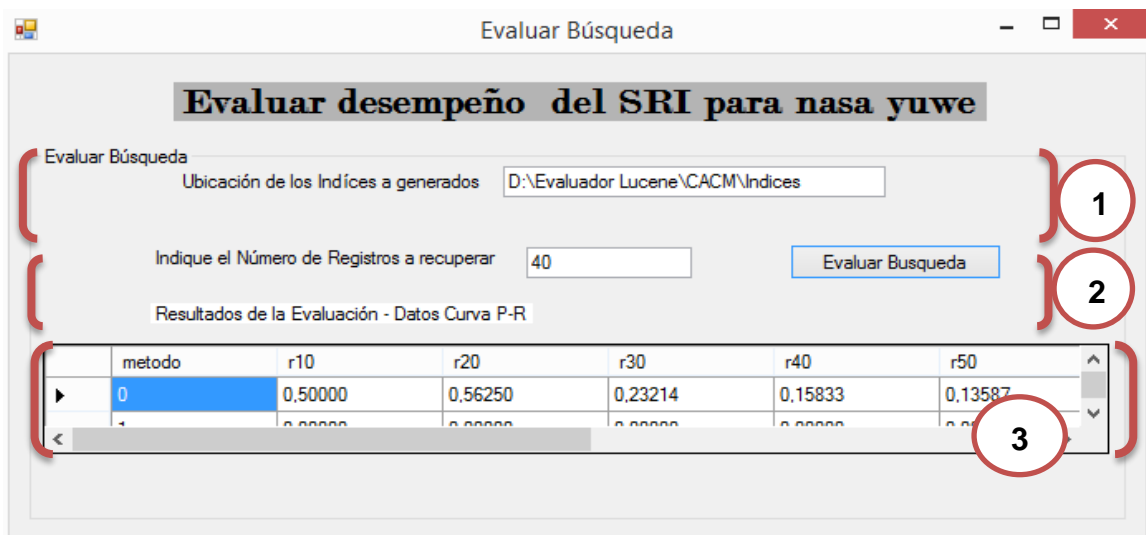 Evaluar Búsqueda
Evaluar desempeño del SRI para nasa yuwe
Evaluar Búsqueda
Ubicación de los Indíces a generados D:\Evaluador Lucene\CACM\Indices
1
Indique el Número de Registros a recuperar 40 Evaluar Busqueda
2
Resultados de la Evaluación - Datos Curva P-R
metodo r10 r20 r30 r40 r50
0 0,50000 0,56250 0,23214 0,15833 0,13587
3